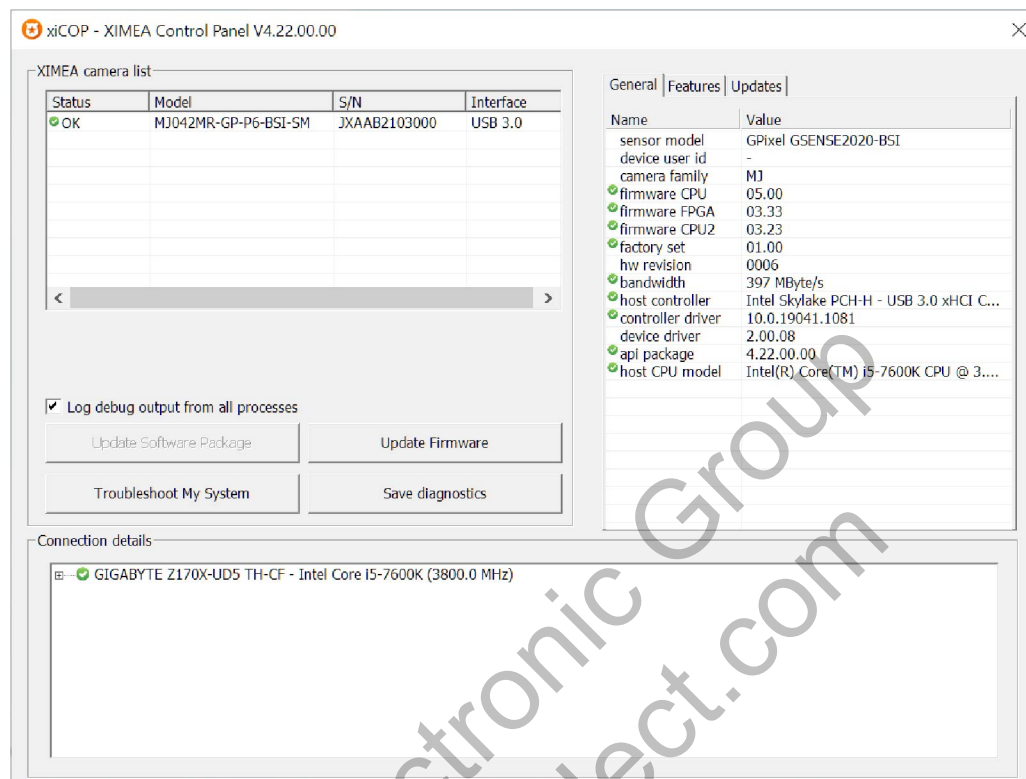 xiCOP - XIMEA Control Panel V4.22.00.00
XIMEA camera list
Status Model S/N Interface
OK MJ042MR-GP-P6-BSI-SM JXAAB2103000 USB 3.0
Log debug output from all processes
Update Software Package Update Firmware
Troubleshoot My System Save diagnostics
General Features Updates
Name Value
sensor model GPixel GSENSE2020-BSI
device user id -
camera family MJ
firmware CPU 05.00
firmware FPGA 03.33
firmware CPU2 03.23
factory set 01.00
hw revision 0006
bandwidth 397 MByte/s
host controller Intel Skylake PCH-H - USB 3.0 xHCI C...
controller driver 10.0.19041.1081
device driver 2.00.08
api package 4.22.00.00
host CPU model Intel(R) Core(TM) i5-7600K CPU @ 3....
Connection details
GIGABYTE Z170X-UD5 TH-CF - Intel Core i5-7600K (3800.0 MHz)
Group
.com